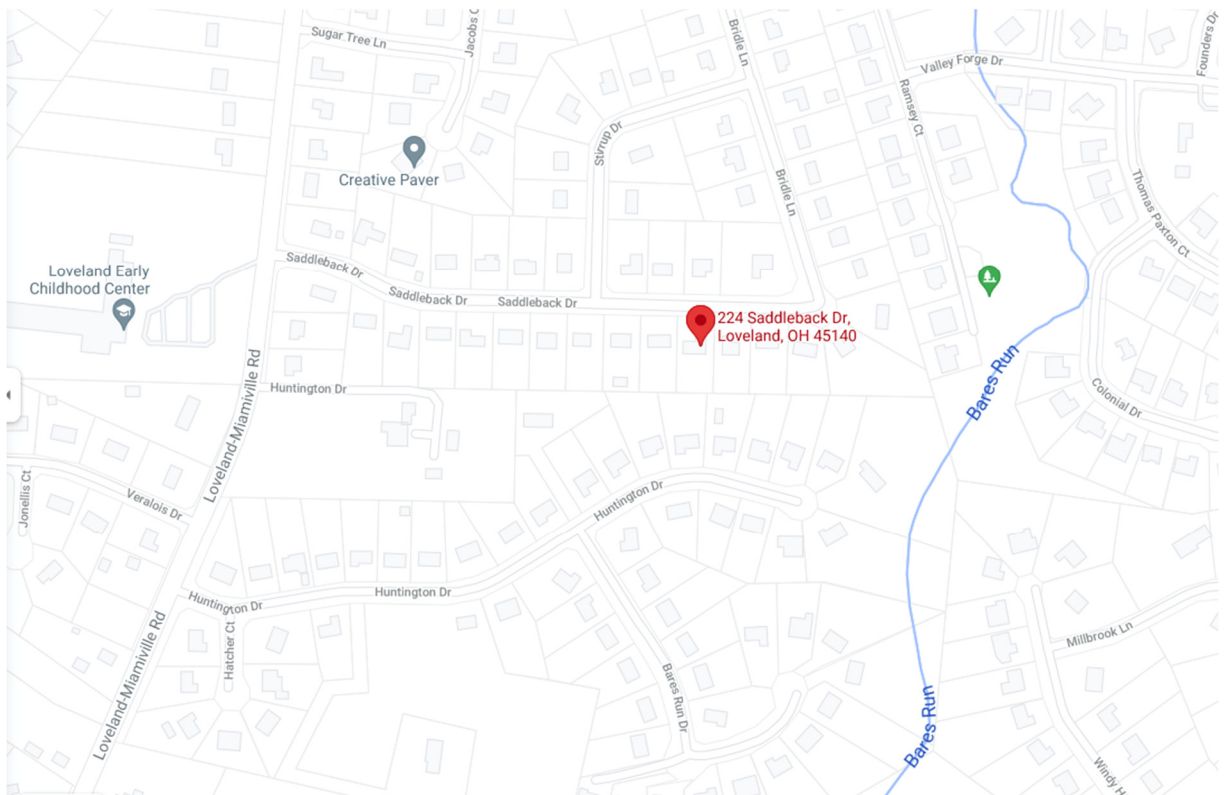 Sugar Tree Ln
Jacobs C
Bridle Ln
Valley Forge Dr
Founders Dr
Ramsey Ct
Stirrup Dr
Creative Paver
Bridle Ln
Thomas Paxton Ct
Loveland Early
Childhood Center
Saddleback Dr
Saddleback Dr
Saddleback Dr
224 Saddleback Dr,
Loveland, OH 45140
Huntington Dr
Bares Run
Colonial Dr
Loveland-Miamiville Rd
Jonellis Ct
Veralois Dr
Huntington Dr
Huntington Dr
Huntington Dr
Hatcher Ct
Millbrook Ln
Loveland-Miamiville Rd
Bares Run Dr
Bares Run
Windy H